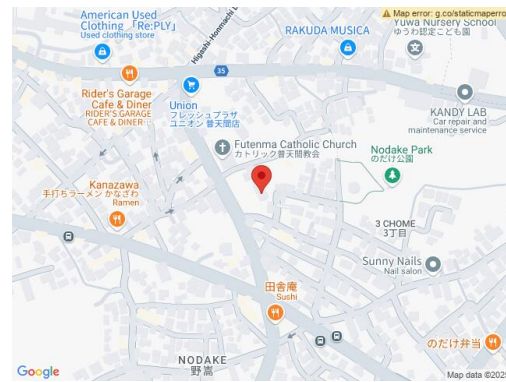 American Used
Clothing 「Re:PLY」
Used clothing store
Higashi-Honmachi
RAKUDA MUSICA
Map error: g.co/staticmaperro
Yuwa Nursery School
ゆうわ認定こども園
Rider's Garage
Cafe & Diner
RIDER'S GARAGE
CAFE & DINER...
35
Union
フレッシュプラザ
ユニオン 普天間店
KANDY LAB
Car repair and
maintenance service
Futenma Catholic Church
カトリック普天間教会
Nodake Park
のだけ公園
Kanazawa
手打ちラーメン かなざわ
Ramen
3 CHOME
3丁目
Sunny Nails
Nail salon
田舎庵
Sushi
のだけ弁当
NODAKE
野嵩
Google
Map data ©2025